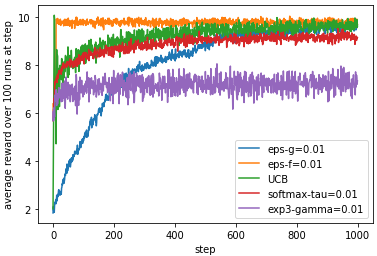 10
8
6
4
2
average reward over 100 runs at step
eps-g=0.01
eps-f=0.01
UCB
softmax-tau=0.01
exp3-gamma=0.01
0 200 400 600 800 1000
step